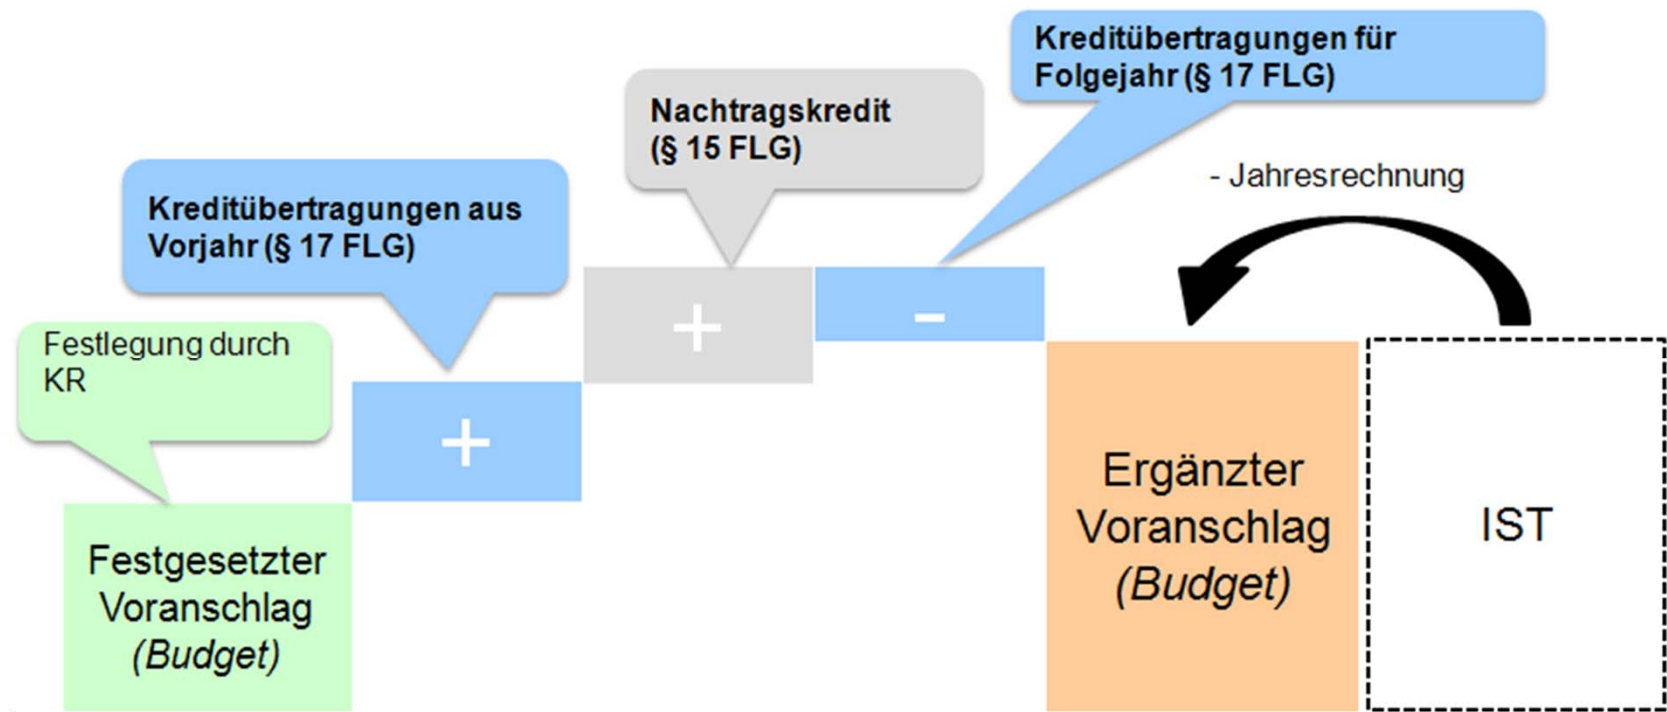 Kreditübertragungen für
Folgejahr (§ 17 FLG)
Nachtragskredit
(§ 15 FLG)
- Jahresrechnung
Kreditübertragungen aus
Vorjahr (§ 17 FLG)
Festlegung durch
KR
+
+
-
Festgesetzter
Voranschlag
(Budget)
Ergänzter
Voranschlag
(Budget)
IST